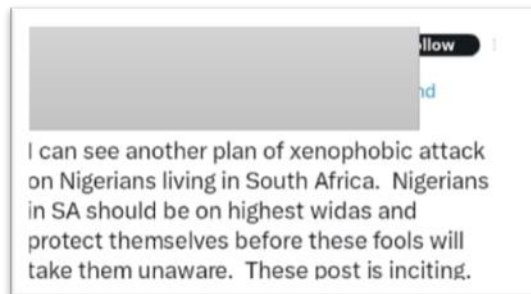 llow
nd
I can see another plan of xenophobic attack
on Nigerians living in South Africa.  Nigerians
in SA should be on highest widas and
protect themselves before these fools will
take them unaware.  These post is inciting.